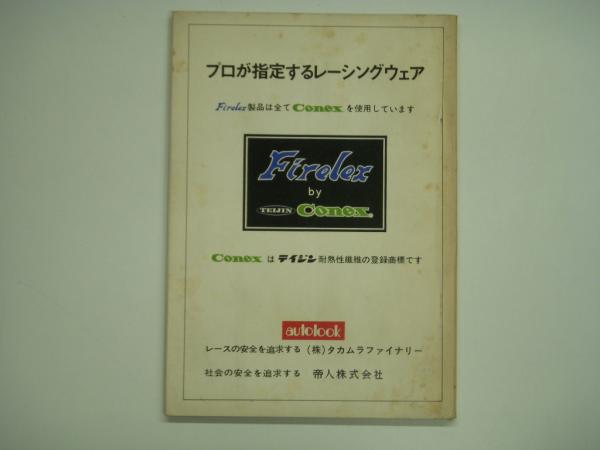 プロが指定するレーシングウェア
Firelex製品は全てConexを使用しています
Firelex
by
TEIJIN Conex®
Conexはテイジン耐熱性繊維の登録商標です
autolook
レースの安全を追求する (株)タカムラファイナリー
社会の安全を追求する 帝人株式会社